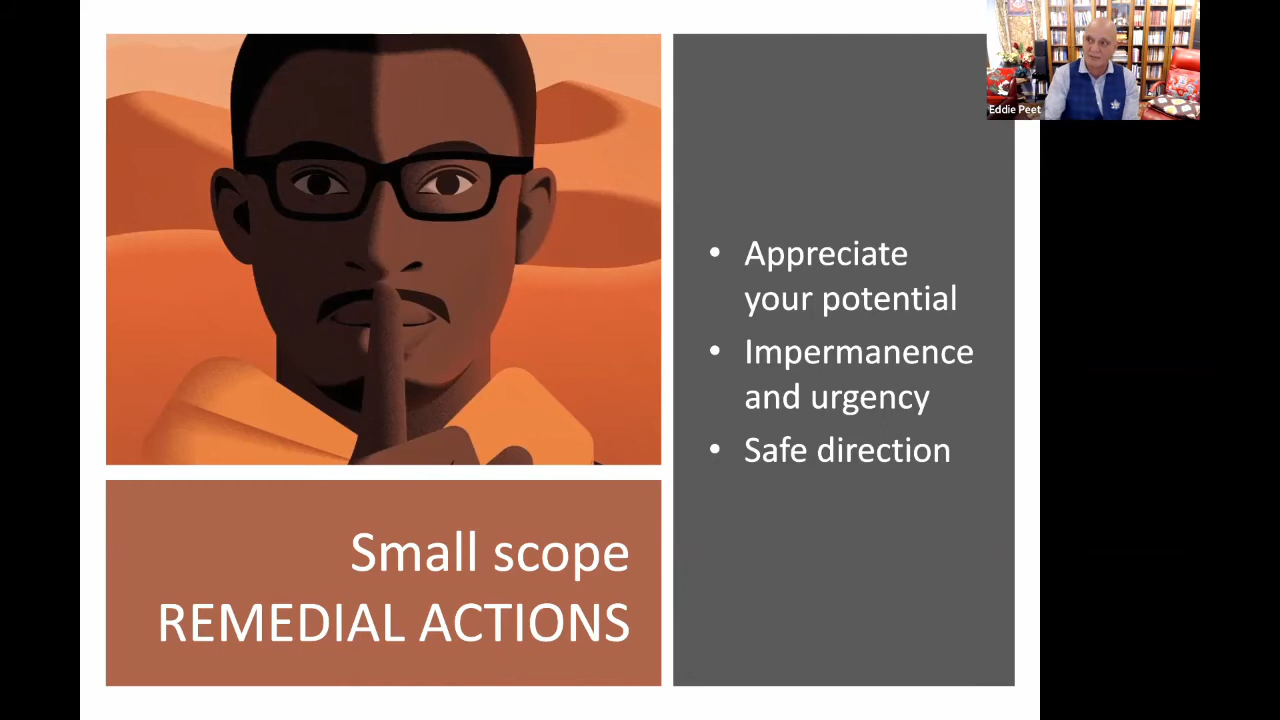 Eddie Peet
• Appreciate
your potential
• Impermanence
and urgency
• Safe direction
Small scope
REMEDIAL ACTIONS